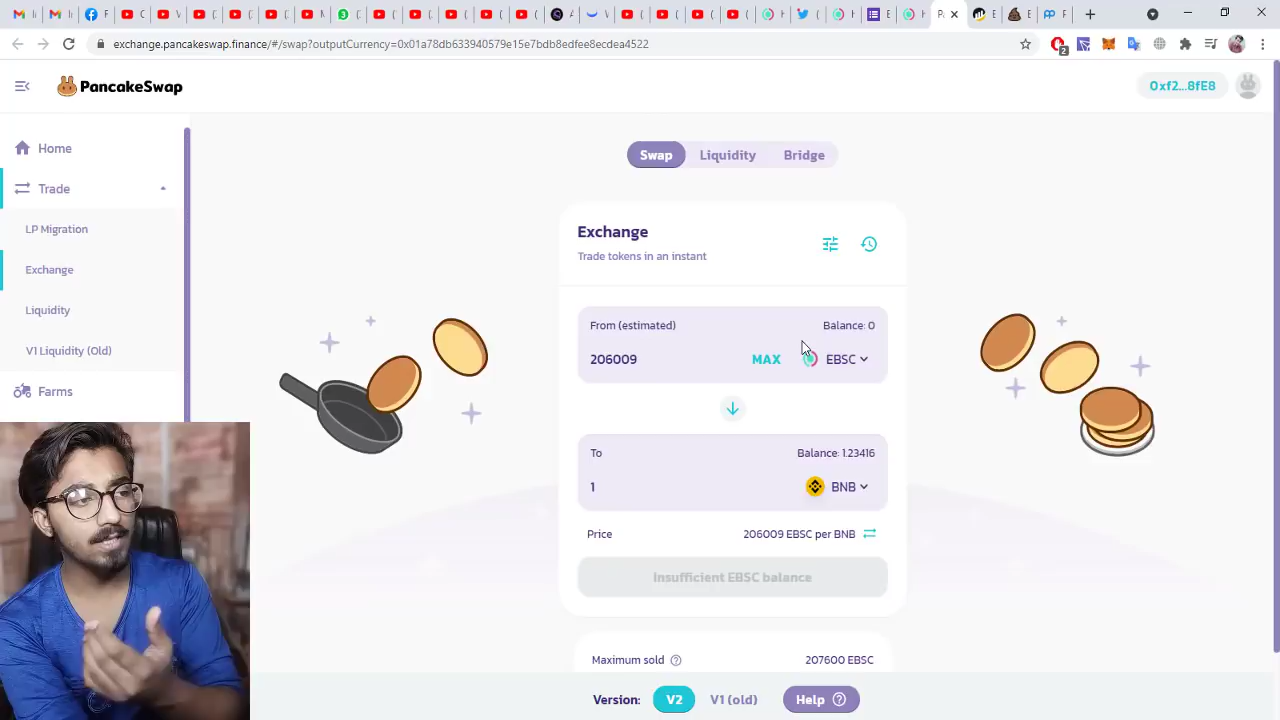 exchange.pancakeswap.finance/#/swap?outputCurrency=0x01a78db633940579e15e7bdb8edfee8ecdea4522
2
PancakeSwap
0xf2...8fE8
Home
Trade
LP Migration
Exchange
Liquidity
V1 Liquidity (Old)
Farms
Swap
Liquidity
Bridge
Exchange
Trade tokens in an instant
From (estimated)
Balance: 0
206009
MAX
EBSC
To
Balance: 1.23416
1
BNB
Price
206009 EBSC per BNB
Insufficient EBSC balance
Maximum sold
207600 EBSC
Version:
V2
V1 (old)
Help